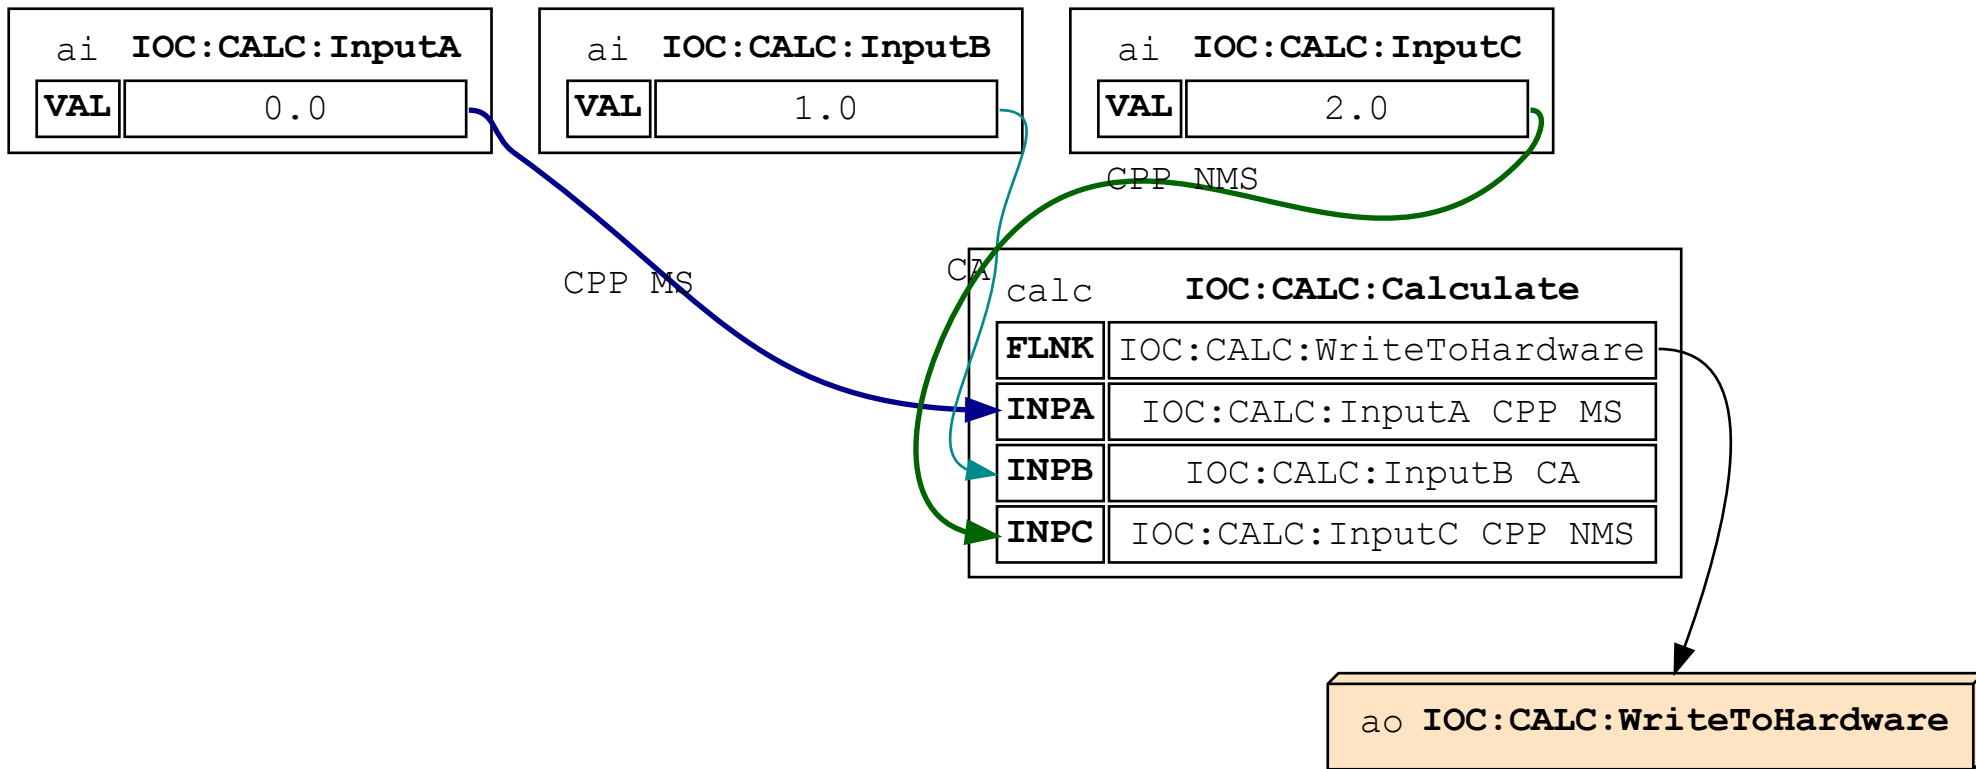 ai IOC:CALC:InputA
VAL 0.0
ai IOC:CALC:InputB
VAL 1.0
ai IOC:CALC:InputC
VAL 2.0
CPP NMS
CPP MS
CA
calc IOC:CALC:Calculate
FLNK IOC:CALC:WriteToHardware
INPA IOC:CALC:InputA CPP MS
INPB IOC:CALC:InputB CA
INPC IOC:CALC:InputC CPP NMS
ao IOC:CALC:WriteToHardware